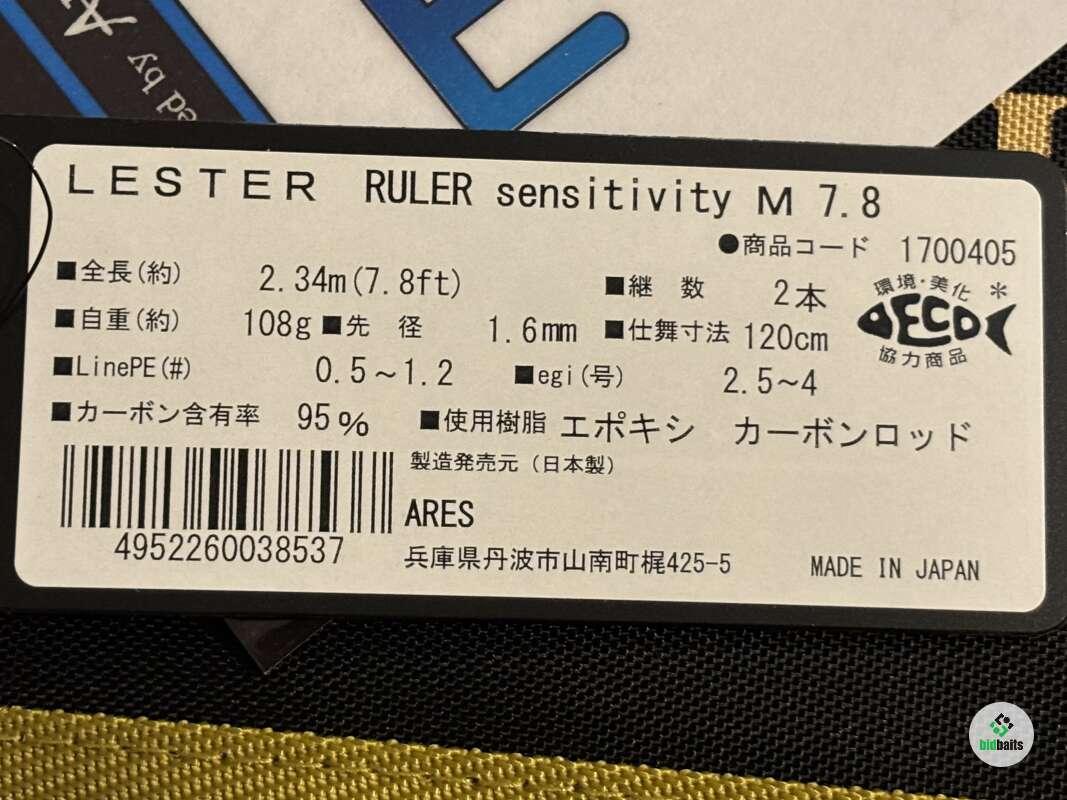 ed by A
LESTER RULER sensitivity M 7.8
●商品コード 1700405
■全長(約) 2.34m(7.8ft) ■継 数 2本
■自重(約) 108g ■先 径 1.6mm ■仕舞寸法 120cm
環境・美化
DECO
協力商品
■LinePE(#) 0.5～1.2 ■egi(号) 2.5～4
■カーボン含有率 95% ■使用樹脂 エポキシ カーボンロッド
製造発売元(日本製)
ARES
4952260038537
兵庫県丹波市山南町梶425-5 MADE IN JAPAN
bidbaits